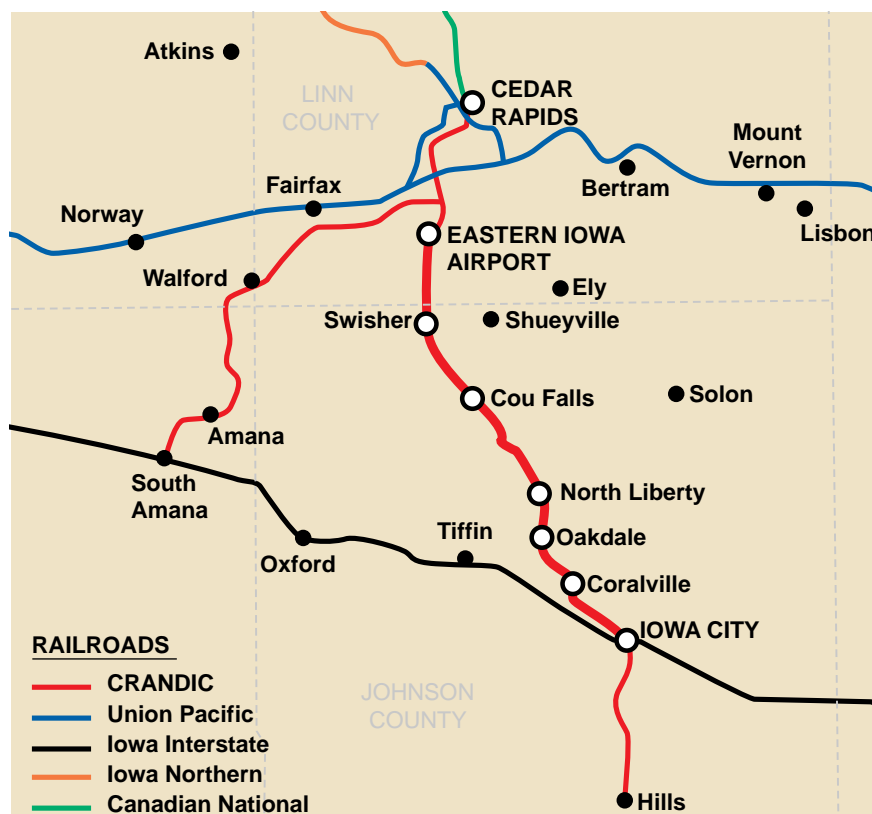 Atkins
LINN
COUNTY
CEDAR
RAPIDS
Mount
Vernon
Bertram
Fairfax
Norway
Lisbon
EASTERN IOWA
AIRPORT
Walford
Ely
Swisher
Shueyville
Cou Falls
Solon
Amana
South
Amana
North Liberty
Tiffin
Oakdale
Oxford
Coralville
IOWA CITY
RAILROADS
CRANDIC
Union Pacific
Iowa Interstate
Iowa Northern
Canadian National
JOHNSON
COUNTY
Hills